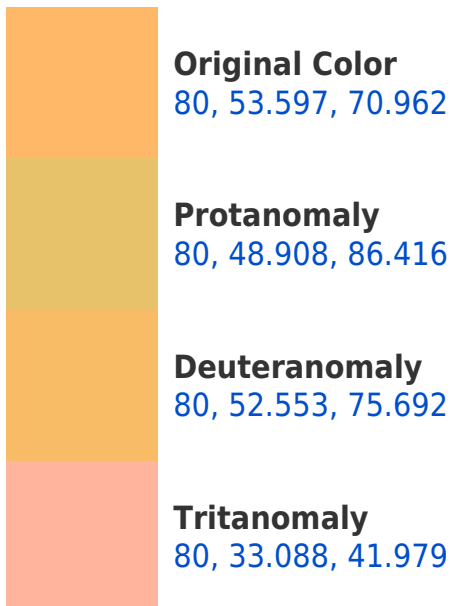 Original Color
80, 53.597, 70.962
Protanomaly
80, 48.908, 86.416
Deuteranomaly
80, 52.553, 75.692
Tritanomaly
80, 33.088, 41.979